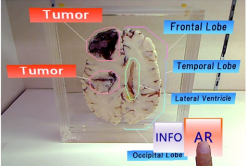 Tumor
Frontal Lobe
Tumor
Temporal Lobe
Lateral Ventricle
INFO
AR
Occipital Lobe